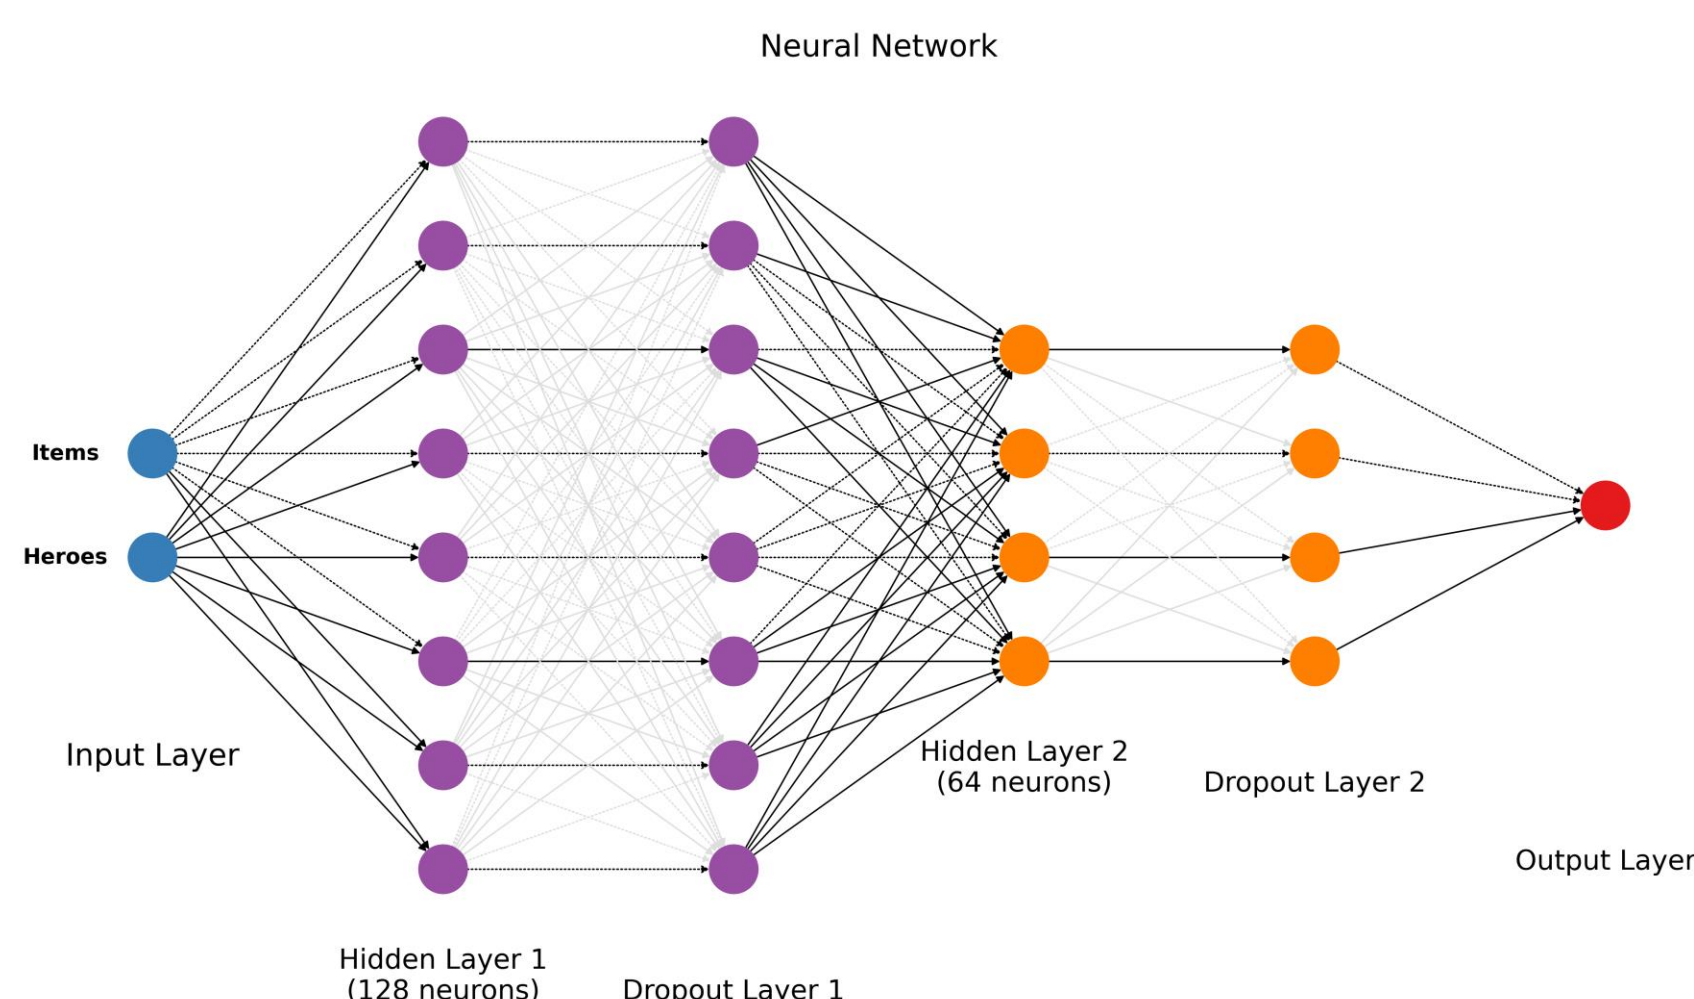 Neural Network
Items
Heroes
Input Layer
Hidden Layer 1
(128 neurons)
Dropout Layer 1
Hidden Layer 2
(64 neurons)
Dropout Layer 2
Output Layer